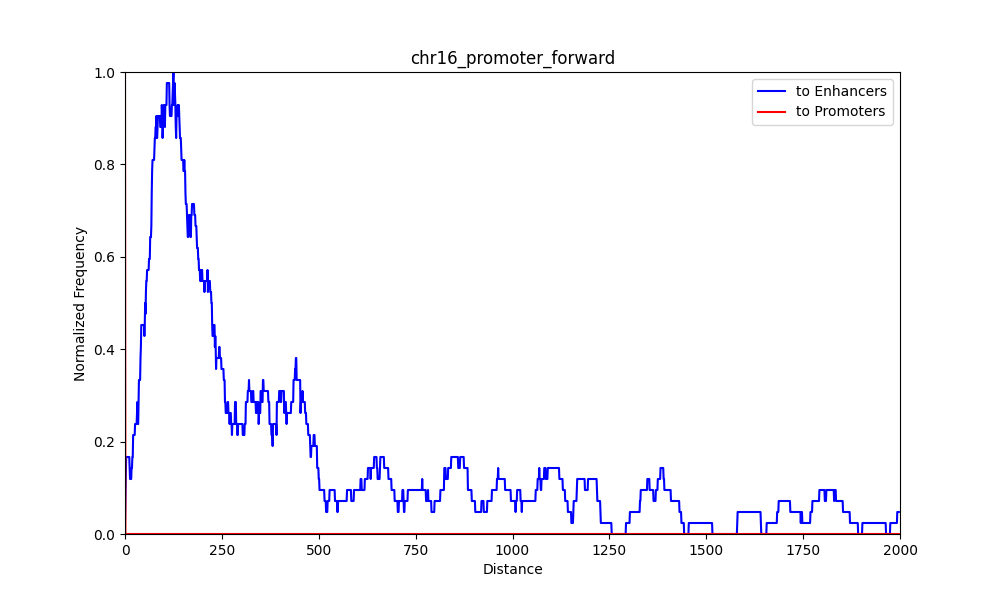 chr16_promoter_forward
to Enhancers
to Promoters
1.0
0.8
0.6
0.4
0.2
0.0
Normalized Frequency
0 250 500 750 1000 1250 1500 1750 2000
Distance